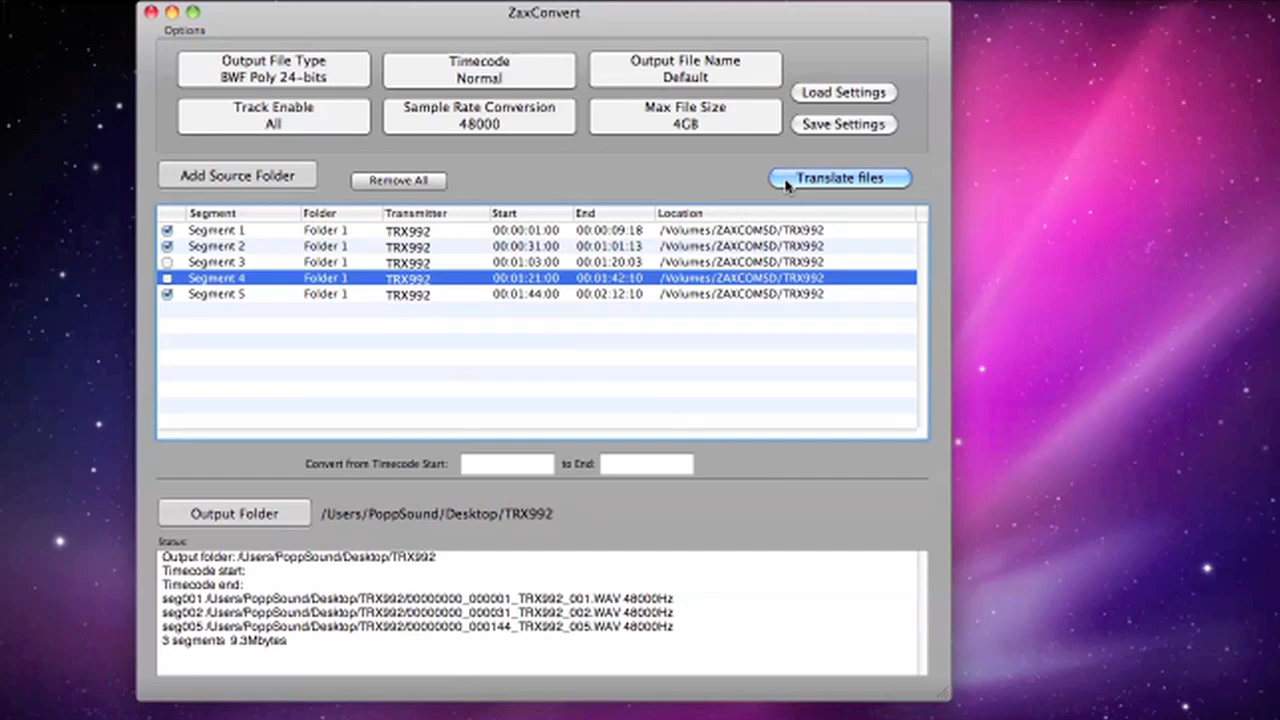 ZaxConvert
Options
Output File Type
BWF Poly 24-bits
Timecode
Normal
Output File Name
Default
Load Settings
Track Enable
All
Sample Rate Conversion
48000
Max File Size
4GB
Save Settings
Add Source Folder
Remove All
Translate files
Segment Folder Transmitter Start End Location
Segment 1 Folder 1 TRX992 00:00:01:00 00:00:09:18 /Volumes/ZAXCOMSD/TRX992
Segment 2 Folder 1 TRX992 00:00:31:00 00:01:01:13 /Volumes/ZAXCOMSD/TRX992
Segment 3 Folder 1 TRX992 00:01:03:00 00:01:20:03 /Volumes/ZAXCOMSD/TRX992
Segment 4 Folder 1 TRX992 00:01:21:00 00:01:42:10 /Volumes/ZAXCOMSD/TRX992
Segment 5 Folder 1 TRX992 00:01:44:00 00:02:12:10 /Volumes/ZAXCOMSD/TRX992
Convert from Timecode Start: to End:
Output Folder /Users/PoppSound/Desktop/TRX992
Status:
Output folder: /Users/PoppSound/Desktop/TRX992
Timecode start:
Timecode end:
seg001 /Users/PoppSound/Desktop/TRX992/00000000_000001_TRX992_001.WAV 48000Hz
seg002 /Users/PoppSound/Desktop/TRX992/00000000_000031_TRX992_002.WAV 48000Hz
seg005 /Users/PoppSound/Desktop/TRX992/00000000_000144_TRX992_005.WAV 48000Hz
3 segments 9.3Mbytes